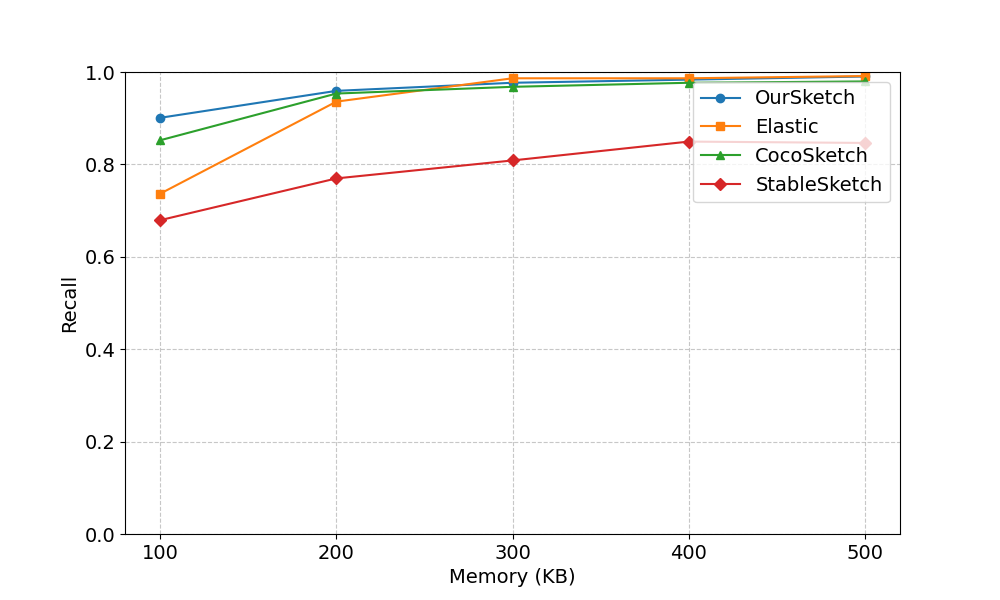 1.0
0.8
0.6
0.4
0.2
0.0
Recall
100 200 300 400 500
Memory (KB)
OurSketch
Elastic
CocoSketch
StableSketch